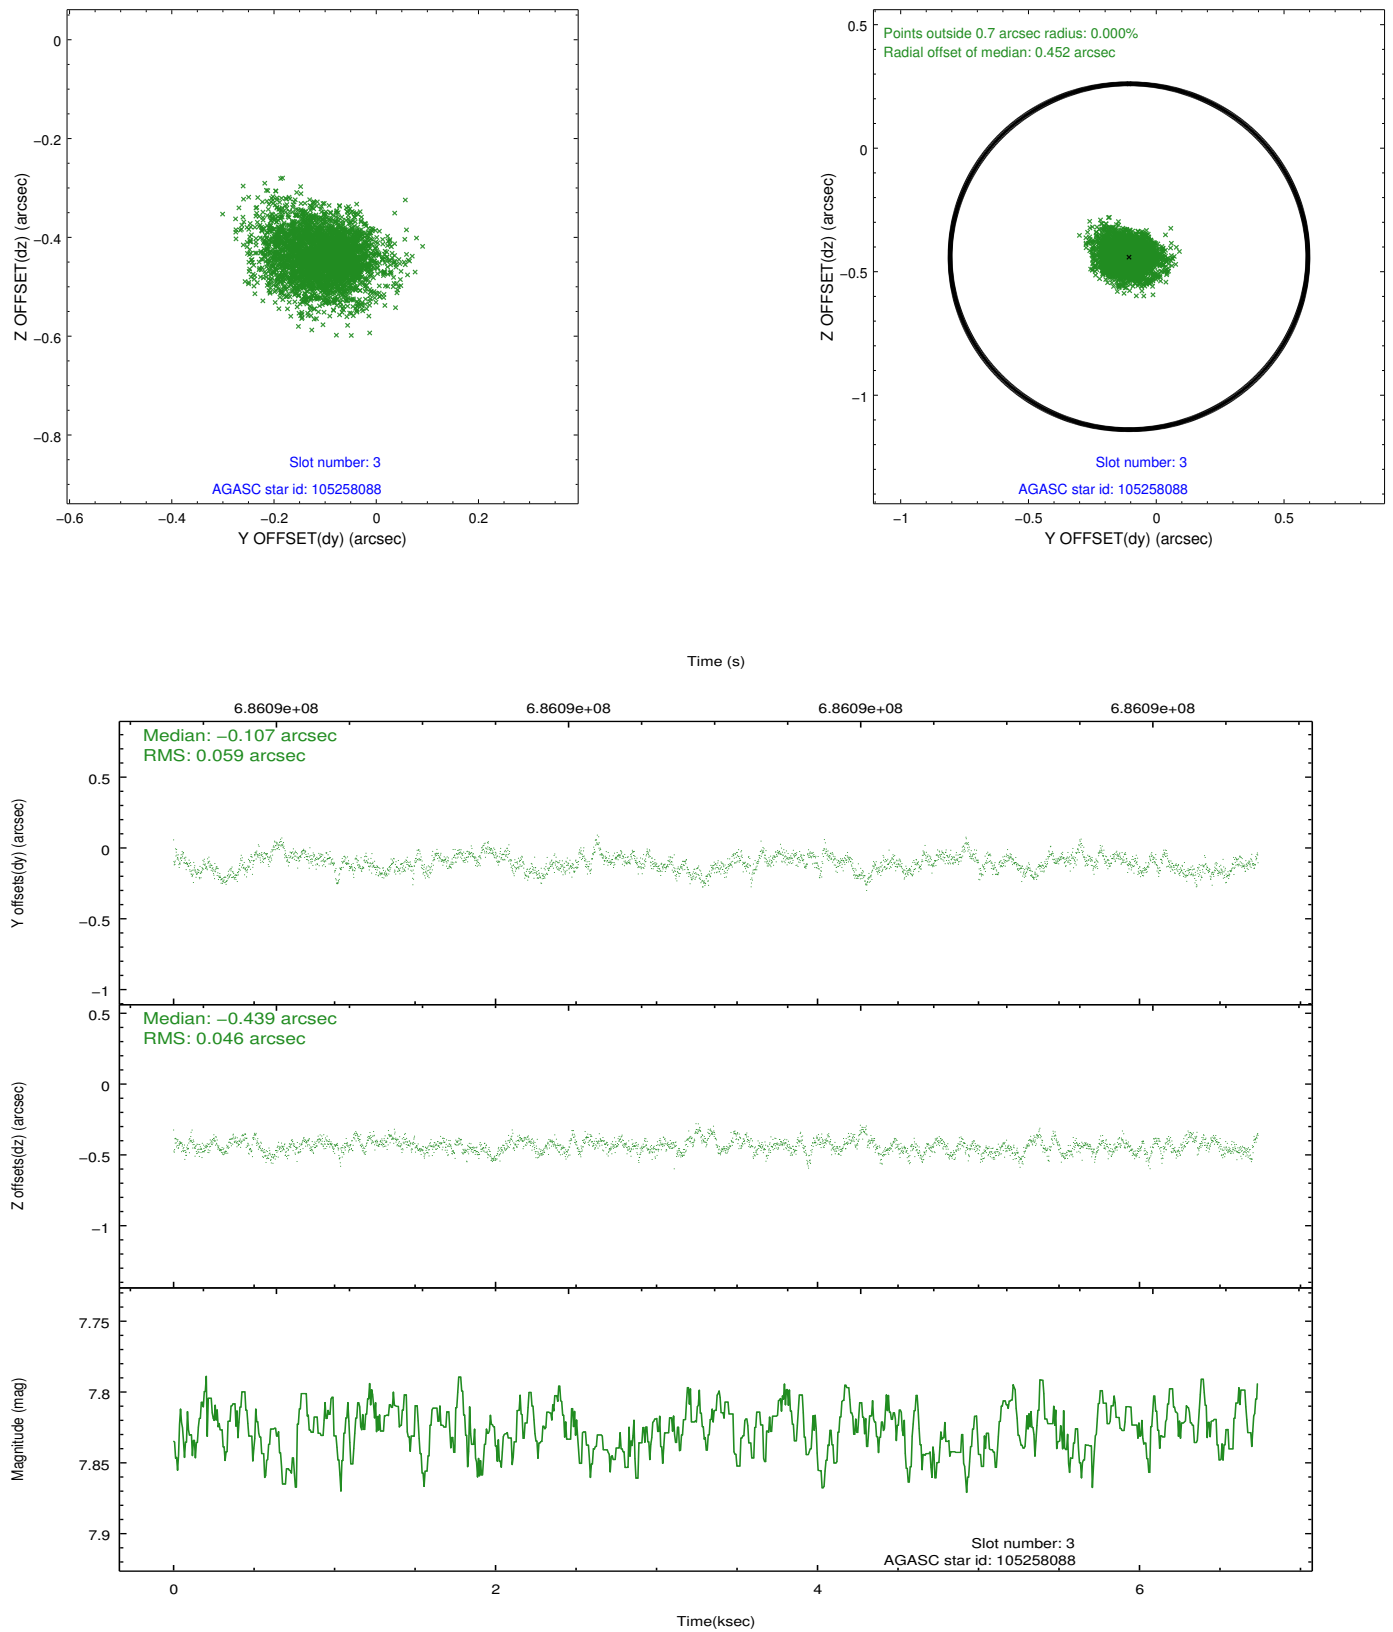 0
−0.2
−0.4
−0.6
−0.8
Z OFFSET(dz) (arcsec)
Slot number: 3
AGASC star id: 105258088
−0.6 −0.4 −0.2 0 0.2
Y OFFSET(dy) (arcsec)
Points outside 0.7 arcsec radius: 0.000%
Radial offset of median: 0.452 arcsec
0.5
0
−0.5
−1
Z OFFSET(dz) (arcsec)
Slot number: 3
AGASC star id: 105258088
−1 −0.5 0 0.5
Y OFFSET(dy) (arcsec)
Time (s)
6.8609e+08 6.8609e+08 6.8609e+08 6.8609e+08
Median: −0.107 arcsec
RMS: 0.059 arcsec
0.5
0
−0.5
−1
Y offsets(dy) (arcsec)
Median: −0.439 arcsec
RMS: 0.046 arcsec
0.5
0
−0.5
−1
Z offsets(dz) (arcsec)
7.75
7.8
7.85
7.9
Magnitude (mag)
Slot number: 3
AGASC star id: 105258088
0 2 4 6
Time(ksec)